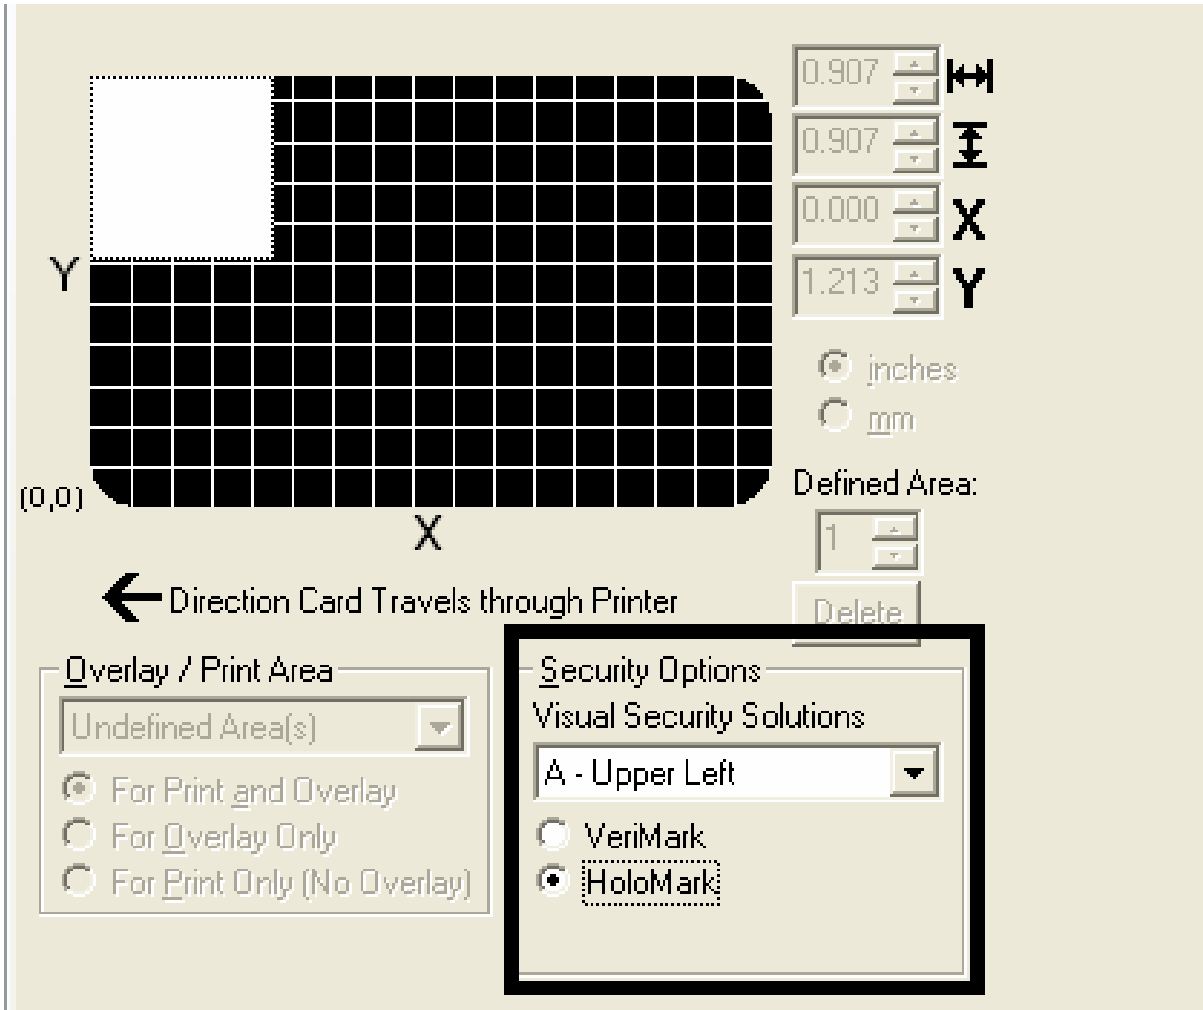 0.907
0.907
0.000
X
1.213
Y
Y
inches
mm
(0,0)
X
Defined Area:
1
Direction Card Travels through Printer
Delete
Overlay / Print Area
Undefined Area(s)
For Print and Overlay
For Overlay Only
For Print Only (No Overlay)
Security Options
Visual Security Solutions
A - Upper Left
VeriMark
HoloMark